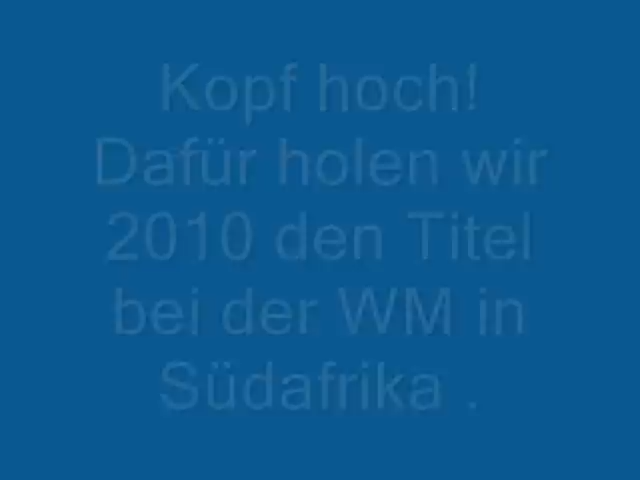 Kopf hoch!
Dafür holen wir
2010 den Titel
bei der WM in
Südafrika .